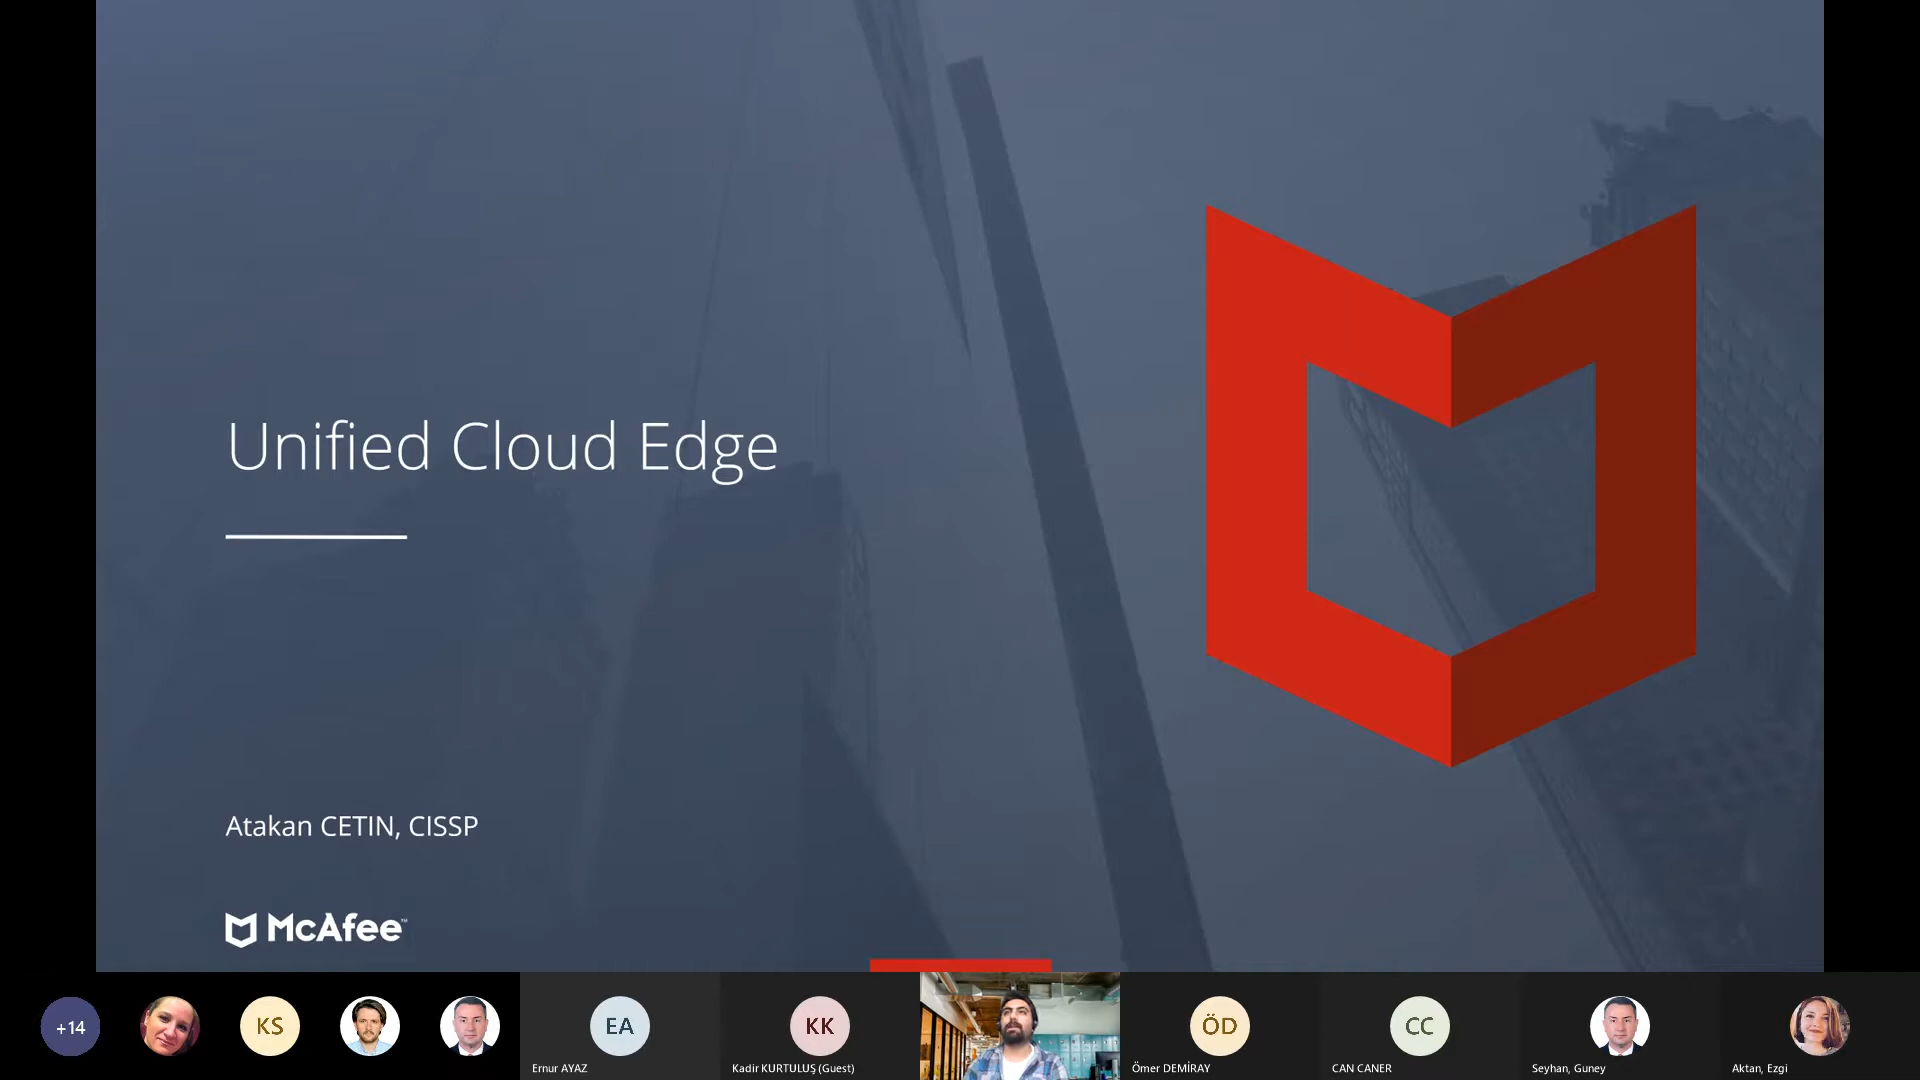 Unified Cloud Edge
Atakan CETIN, CISSP
McAfee™
+14
KS
EA
Ernur AYAZ
KK
Kadir KURTULUŞ (Guest)
ÖD
Ömer DEMİRAY
CC
CAN CANER
Seyhan, Guney
Aktan, Ezgi